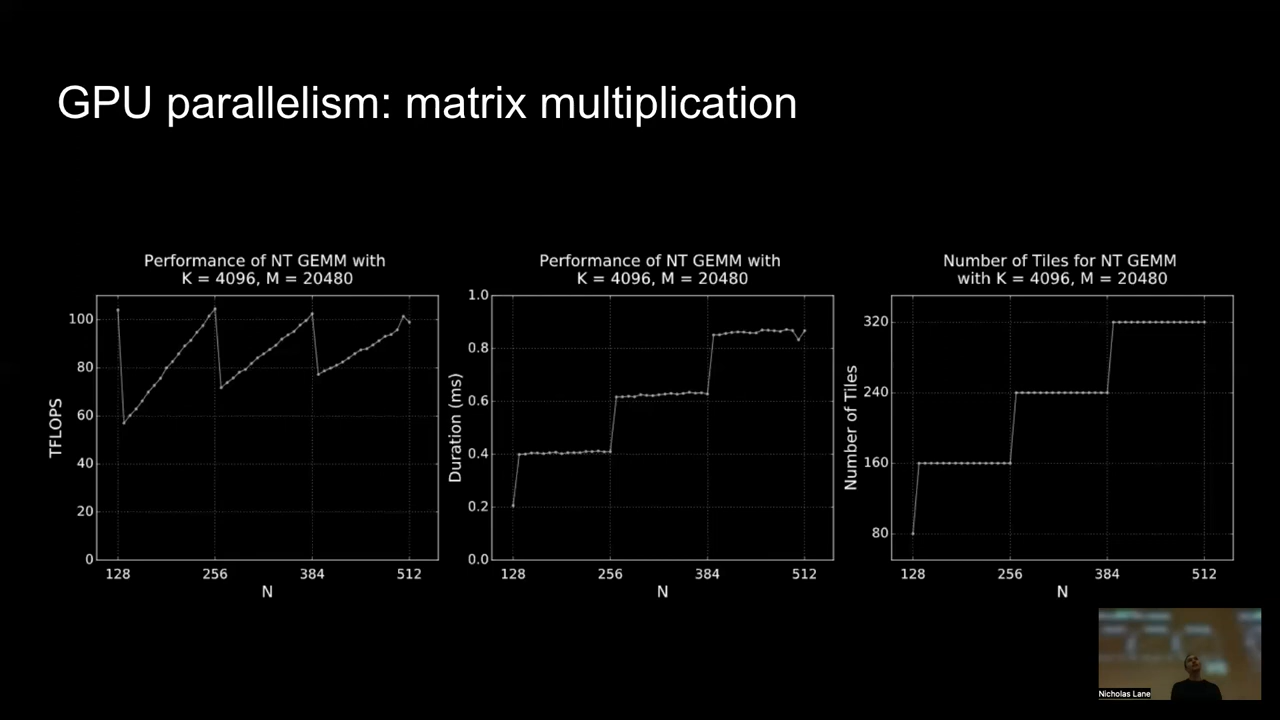 GPU parallelism: matrix multiplication
Performance of NT GEMM with
K = 4096, M = 20480
TFLOPS
100
80
60
40
20
0
128
256
384
512
N
Performance of NT GEMM with
K = 4096, M = 20480
Duration (ms)
1.0
0.8
0.6
0.4
0.2
0.0
128
256
384
512
N
Number of Tiles for NT GEMM
with K = 4096, M = 20480
Number of Tiles
320
240
160
80
128
256
384
512
N
Nicholas Lane